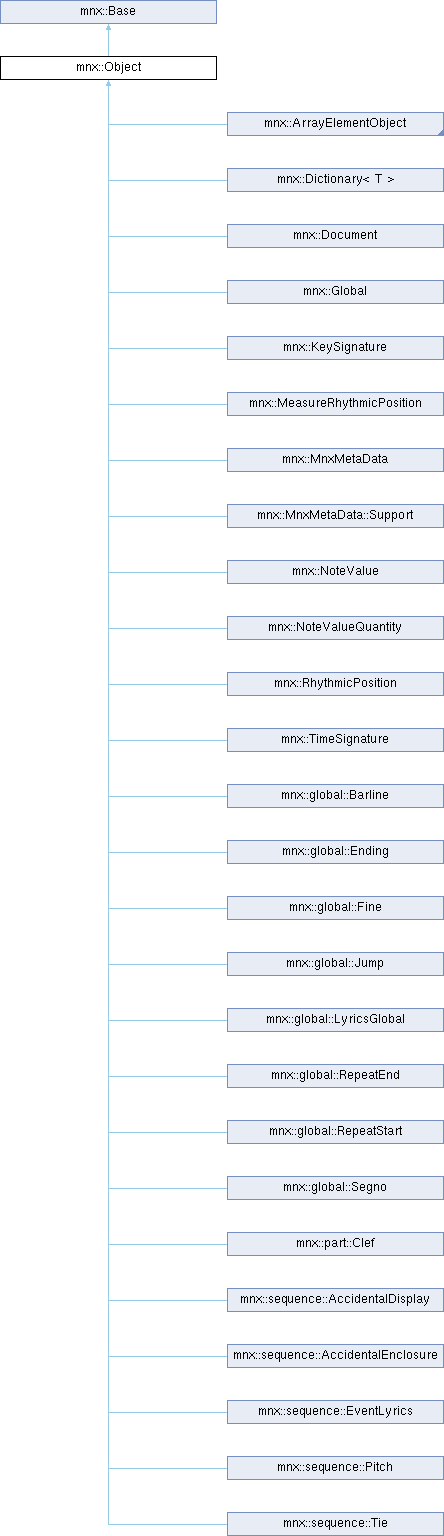 mnx::Base
mnx::Object
mnx::ArrayElementObject
mnx::Dictionary< T >
mnx::Document
mnx::Global
mnx::KeySignature
mnx::MeasureRhythmicPosition
mnx::MnxMetaData
mnx::MnxMetaData::Support
mnx::NoteValue
mnx::NoteValueQuantity
mnx::RhythmicPosition
mnx::TimeSignature
mnx::global::Barline
mnx::global::Ending
mnx::global::Fine
mnx::global::Jump
mnx::global::LyricsGlobal
mnx::global::RepeatEnd
mnx::global::RepeatStart
mnx::global::Segno
mnx::part::Clef
mnx::sequence::AccidentalDisplay
mnx::sequence::AccidentalEnclosure
mnx::sequence::EventLyrics
mnx::sequence::Pitch
mnx::sequence::Tie